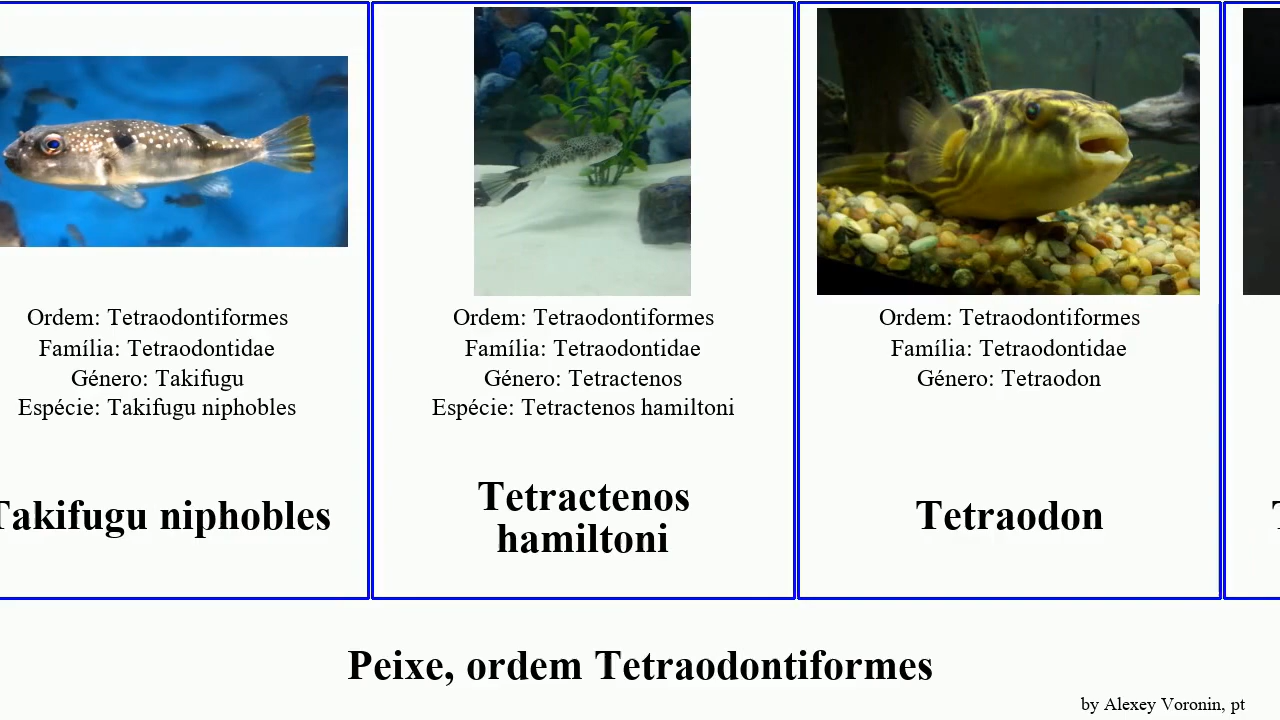 Ordem: Tetraodontiformes
Família: Tetraodontidae
Género: Takifugu
Espécie: Takifugu niphobles
Takifugu niphobles
Ordem: Tetraodontiformes
Família: Tetraodontidae
Género: Tetractenos
Espécie: Tetractenos hamiltoni
Tetractenos
hamiltoni
Ordem: Tetraodontiformes
Família: Tetraodontidae
Género: Tetraodon
Tetraodon
Peixe, ordem Tetraodontiformes
by Alexey Voronin, pt